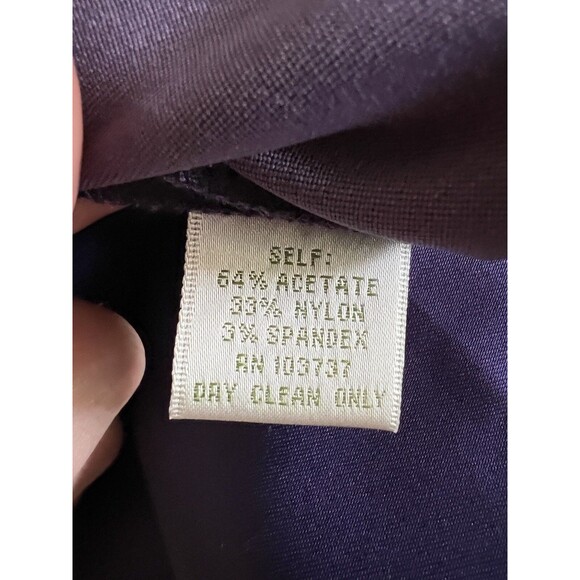 SELF:
64% ACETATE
33% NYLON
3% SPANDEX
RN 103737
DRY CLEAN ONLY